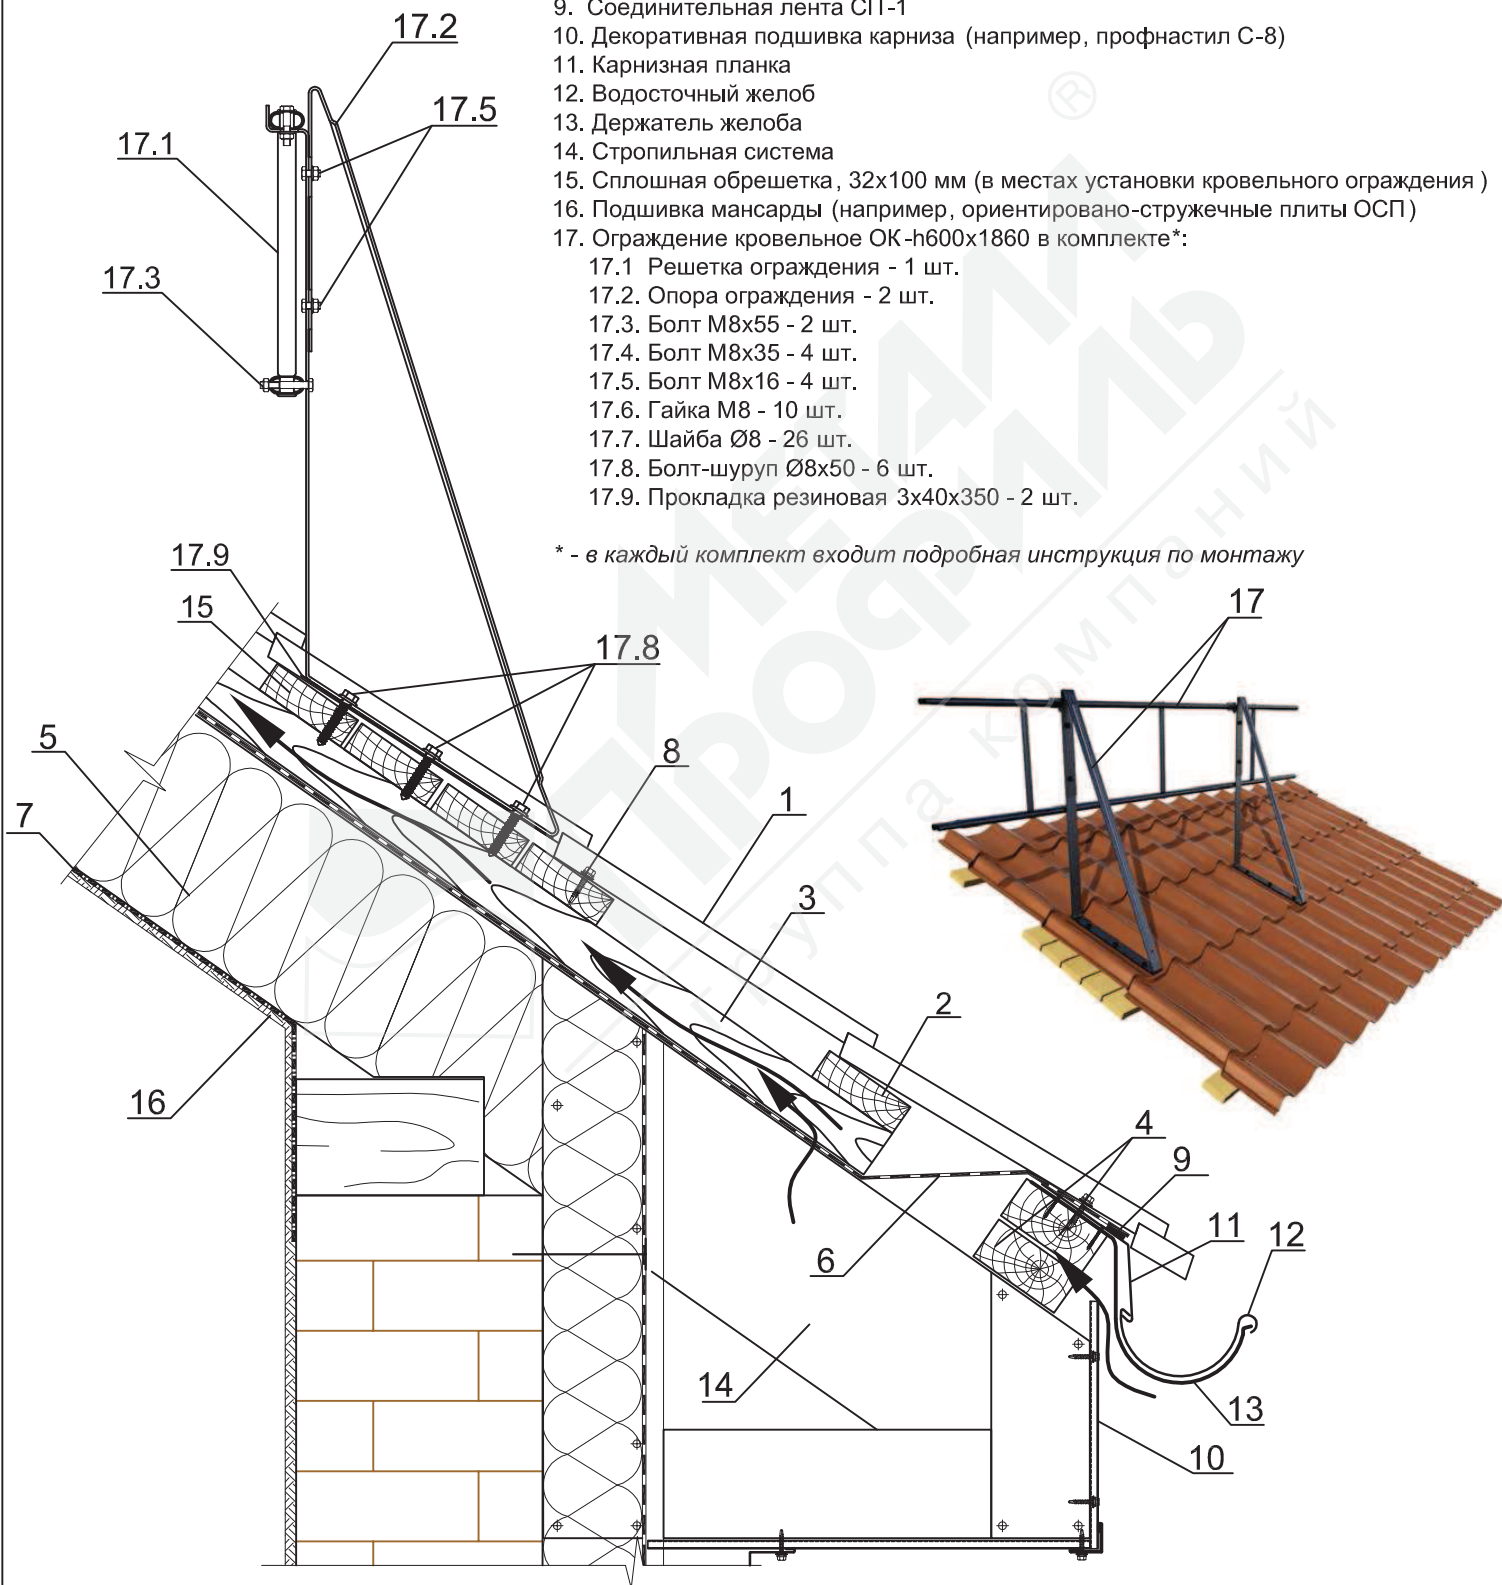 9. Соединительная лента СП-1
10. Декоративная подшивка карниза (например, профнастил С-8)
11. Карнизная планка
12. Водосточный желоб
13. Держатель желоба
14. Стропильная система
15. Сплошная обрешетка, 32х100 мм (в местах установки кровельного ограждения)
16. Подшивка мансарды (например, ориентировано-стружечные плиты ОСП)
17. Ограждение кровельное ОК-h600х1860 в комплекте*:
17.1 Решетка ограждения - 1 шт.
17.2. Опора ограждения - 2 шт.
17.3. Болт М8х55 - 2 шт.
17.4. Болт М8х35 - 4 шт.
17.5. Болт М8х16 - 4 шт.
17.6. Гайка М8 - 10 шт.
17.7. Шайба Ø8 - 26 шт.
17.8. Болт-шуруп Ø8х50 - 6 шт.
17.9. Прокладка резиновая 3х40х350 - 2 шт.
* - в каждый комплект входит подробная инструкция по монтажу
17.2
17.5
17.1
17.3
17.9
15
17.8
17
5
8
7
1
3
2
16
4
9
11
12
6
14
13
10
МЕТАЛЛ
ПРОФИЛЬ
группа компаний
®